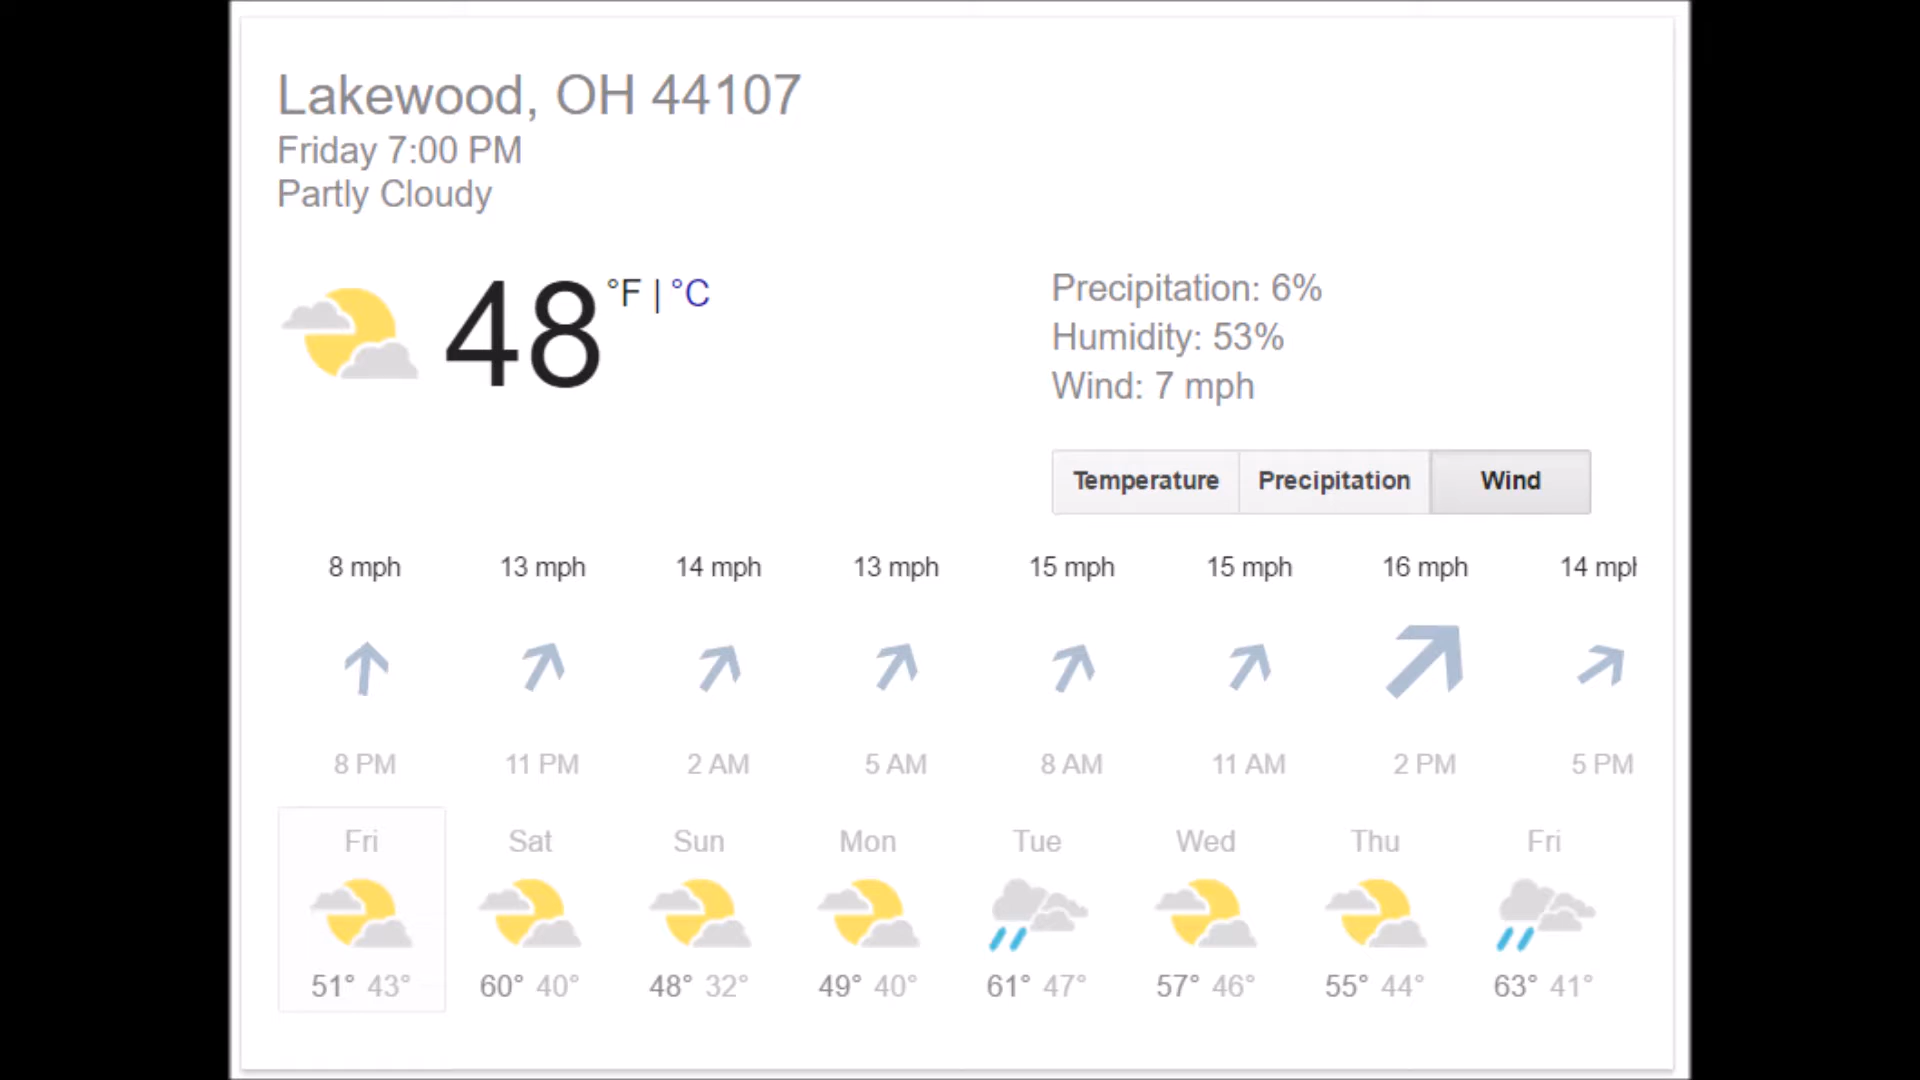 Lakewood, OH 44107
Friday 7:00 PM
Partly Cloudy
48 °F | °C
Precipitation: 6%
Humidity: 53%
Wind: 7 mph
Temperature Precipitation Wind
8 mph 13 mph 14 mph 13 mph 15 mph 15 mph 16 mph 14 mph
8 PM 11 PM 2 AM 5 AM 8 AM 11 AM 2 PM 5 PM
Fri Sat Sun Mon Tue Wed Thu Fri
51° 43° 60° 40° 48° 32° 49° 40° 61° 47° 57° 46° 55° 44° 63° 41°